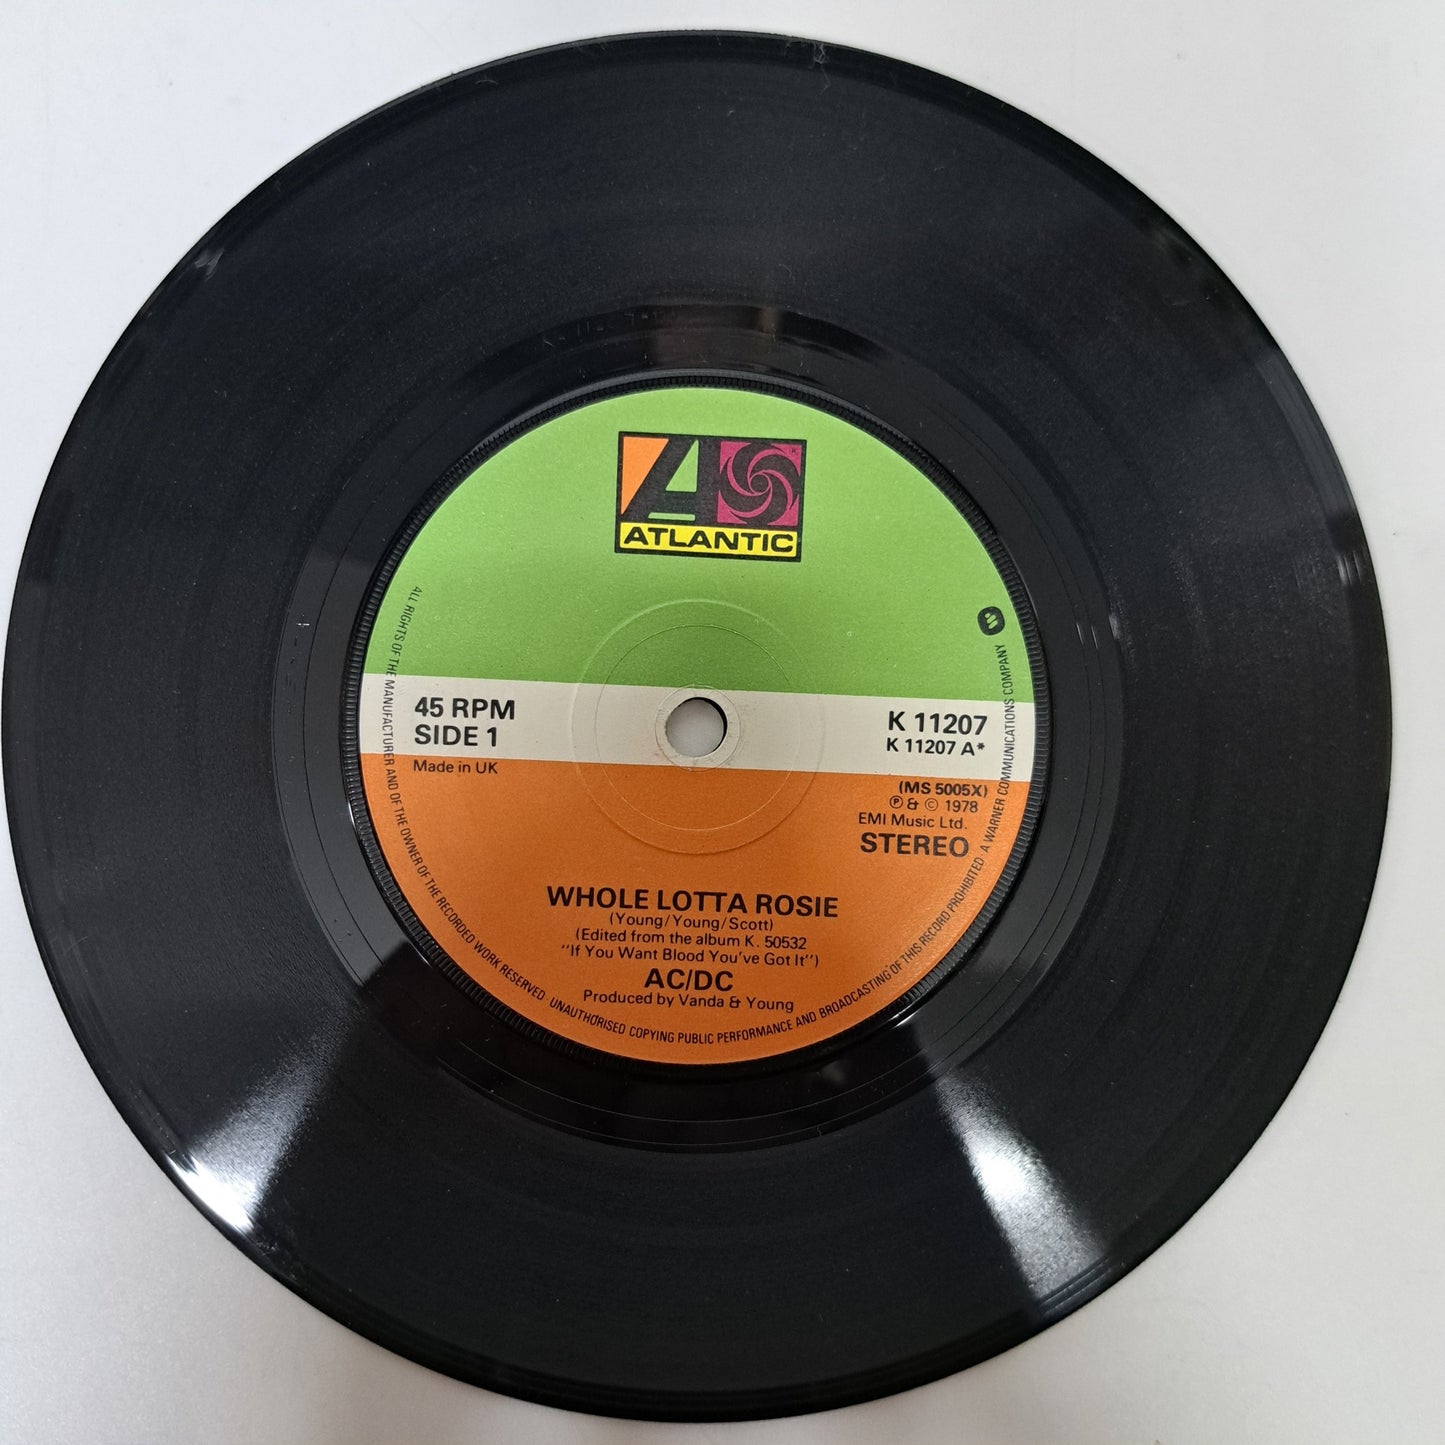 ATLANTIC
®
45 RPM
SIDE 1
Made in UK
K 11207
K 11207 A*
(MS 5005X)
℗ & © 1978
EMI Music Ltd.
STEREO
WHOLE LOTTA ROSIE
(Young/Young/Scott)
(Edited from the album K. 50532
"If You Want Blood You've Got It")
AC/DC
Produced by Vanda & Young
ALL RIGHTS OF THE MANUFACTURER AND OF THE OWNER OF THE RECORDED WORK RESERVED UNAUTHORISED COPYING PUBLIC PERFORMANCE AND BROADCASTING OF THIS RECORD PROHIBITED A WARNER COMMUNICATIONS COMPANY